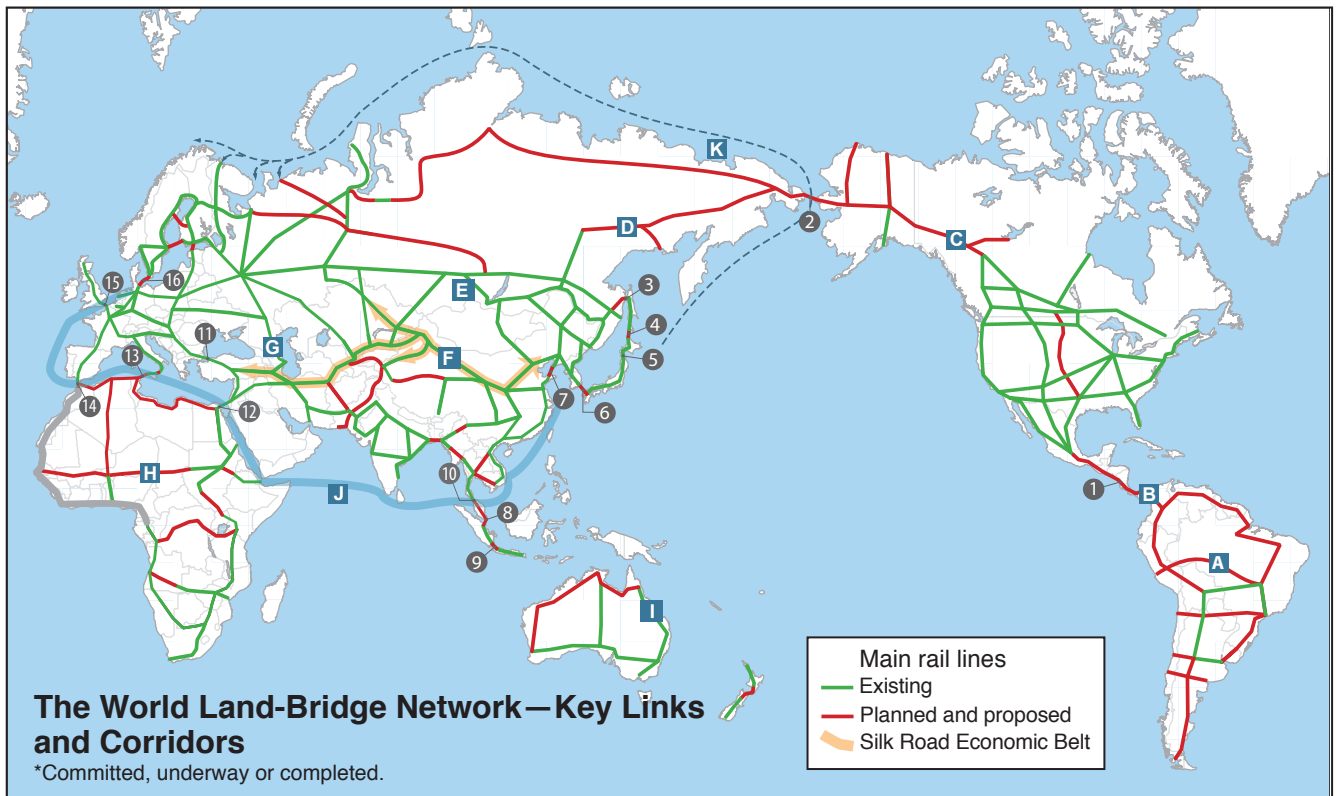 K
2
D
C
15
16
E
3
4
5
11
G
F
13
14
12
7
6
H
10
J
8
9
1
B
A
I
Main rail lines
Existing
Planned and proposed
Silk Road Economic Belt
The World Land-Bridge Network—Key Links
and Corridors
*Committed, underway or completed.